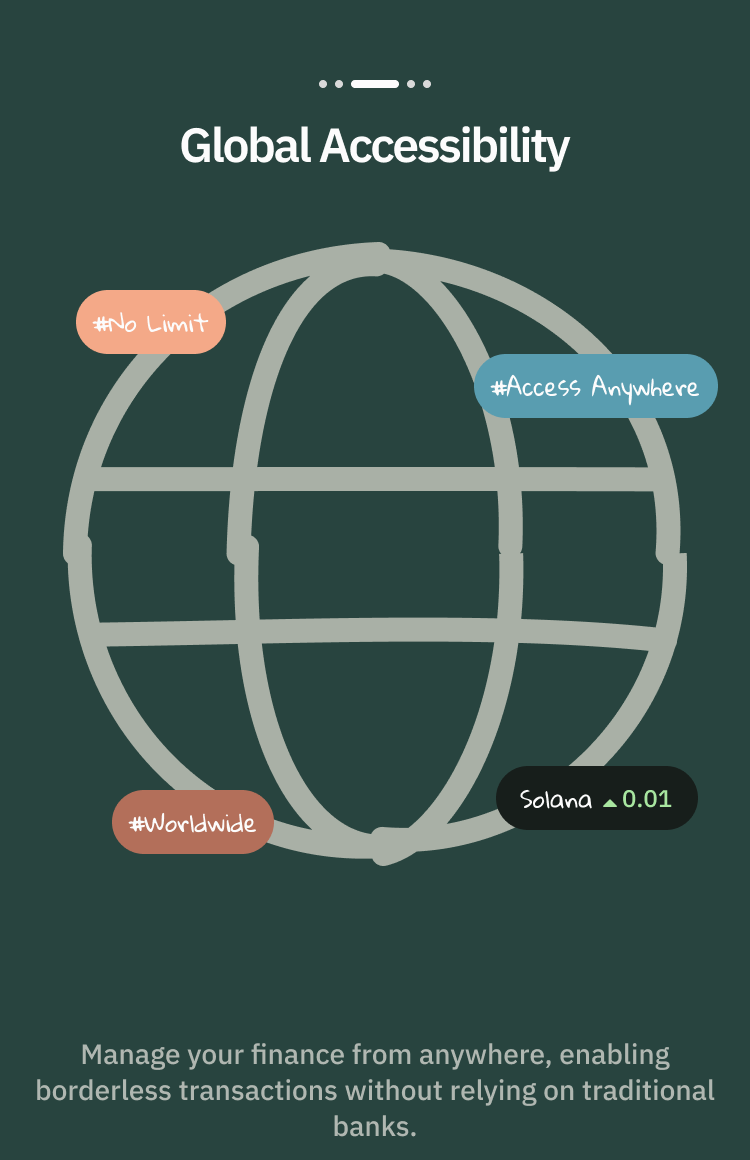 Global Accessibility
#No Limit
#Access Anywhere
#Worldwide
Solana ▲0.01
Manage your finance from anywhere, enabling
borderless transactions without relying on traditional
banks.